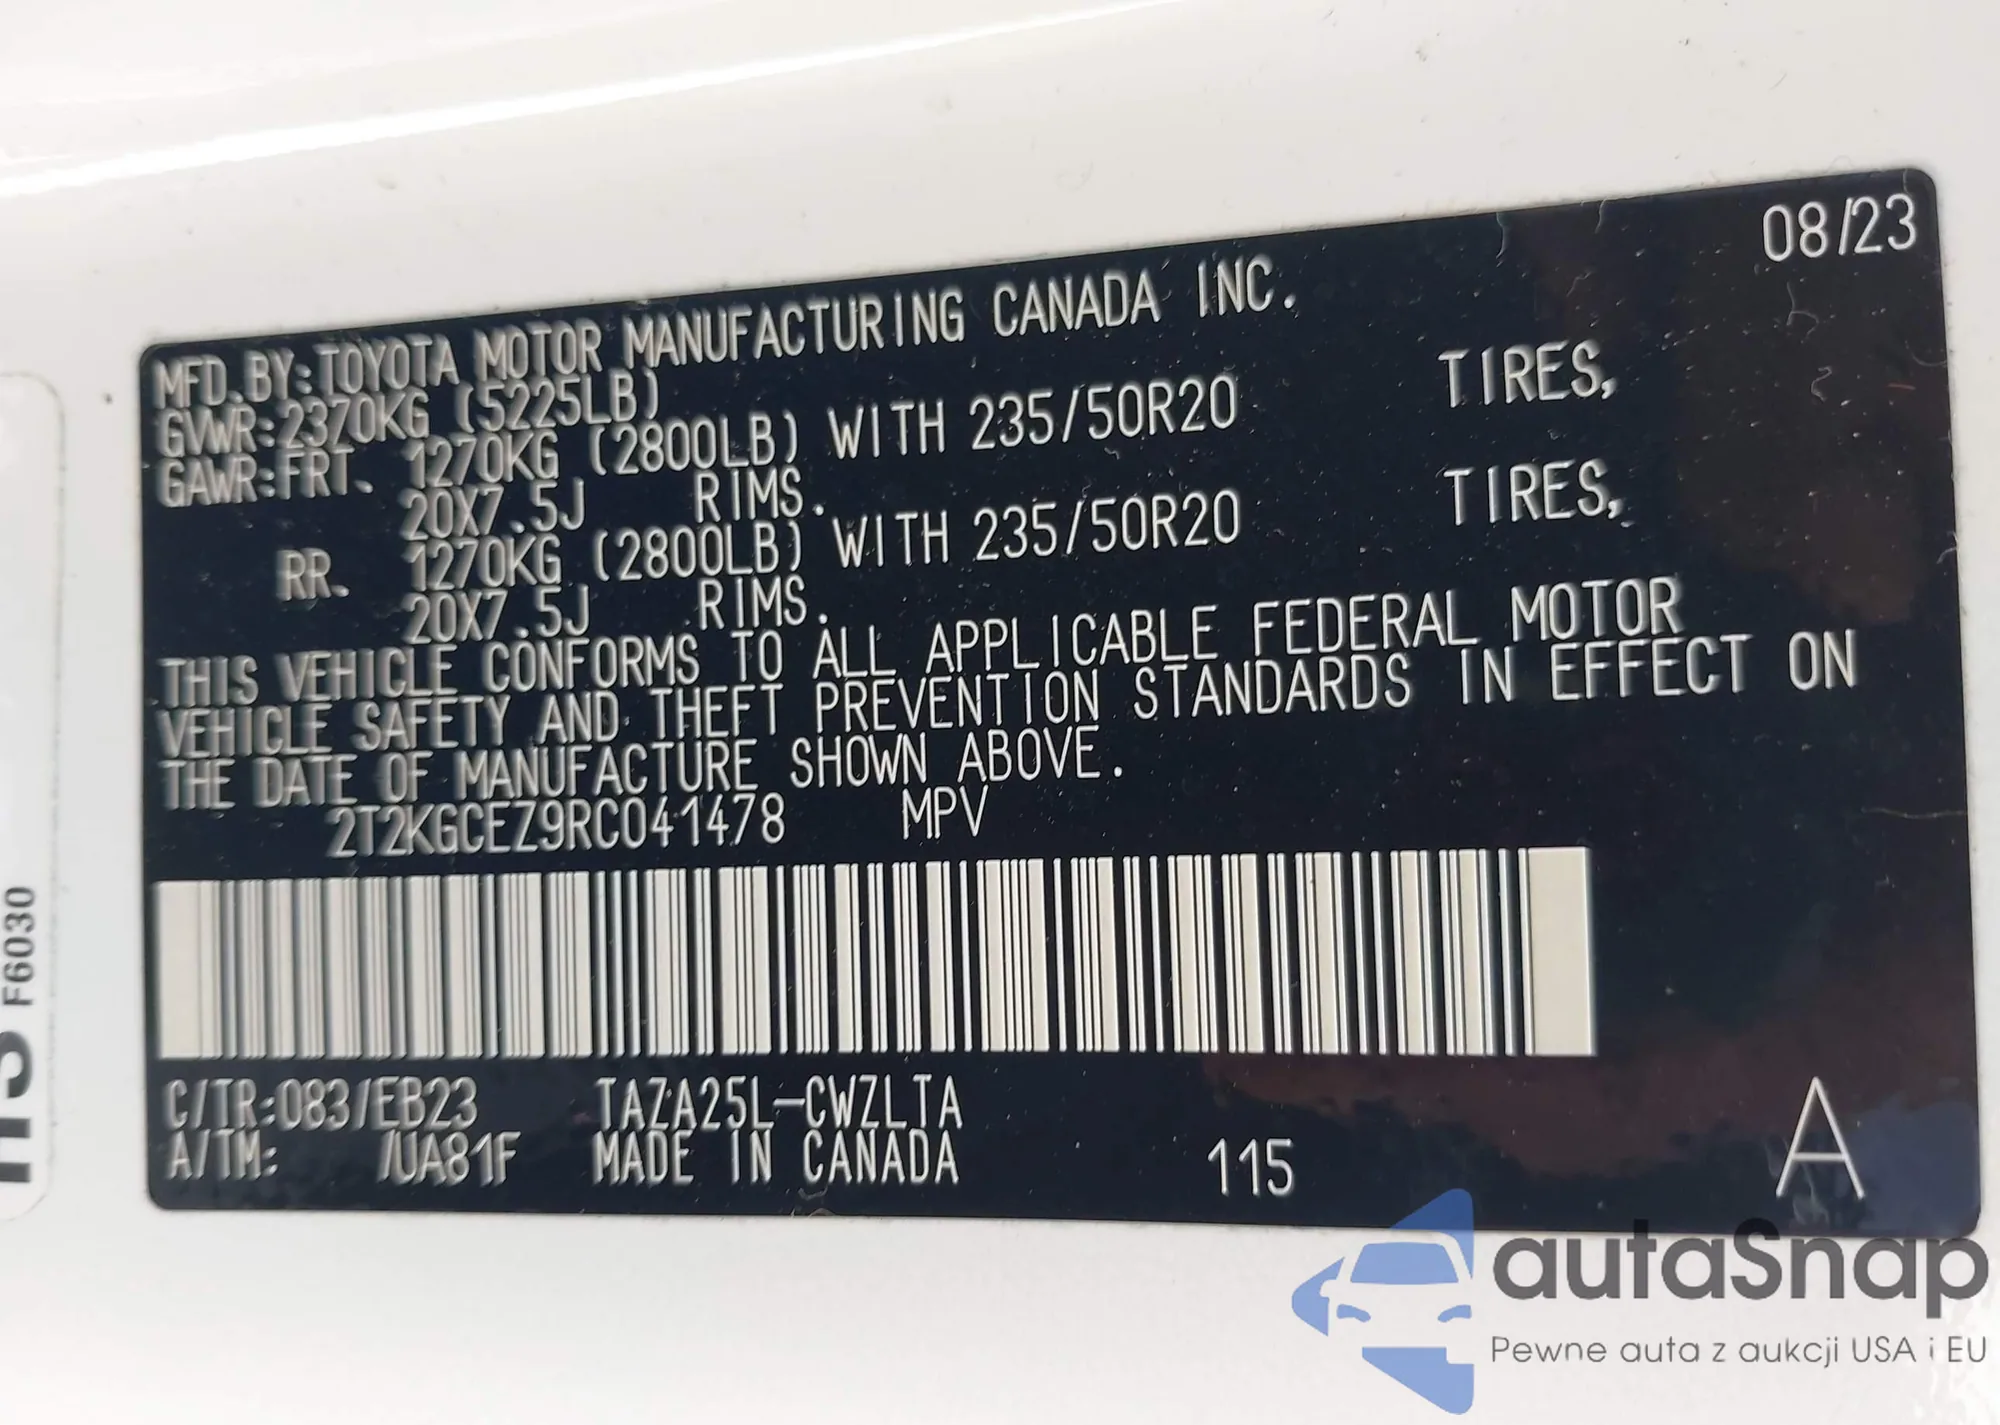 08/23
MFD.BY:TOYOTA MOTOR MANUFACTURING CANADA INC.
GVWR:2370KG (5225LB)
GAWR:FRT. 1270KG (2800LB) WITH 235/50R20 TIRES,
20X7.5J RIMS.
RR. 1270KG (2800LB) WITH 235/50R20 TIRES,
20X7.5J RIMS.
THIS VEHICLE CONFORMS TO ALL APPLICABLE FEDERAL MOTOR
VEHICLE SAFETY AND THEFT PREVENTION STANDARDS IN EFFECT ON
THE DATE OF MANUFACTURE SHOWN ABOVE.
2T2KGCEZ9RC041478 MPV
C/TR:083/EB23 TAZA25L-CWZLTA
A/TM: /UA81F MADE IN CANADA 115 A
F6030
autaSnap
Pewne auta z aukcji USA i EU